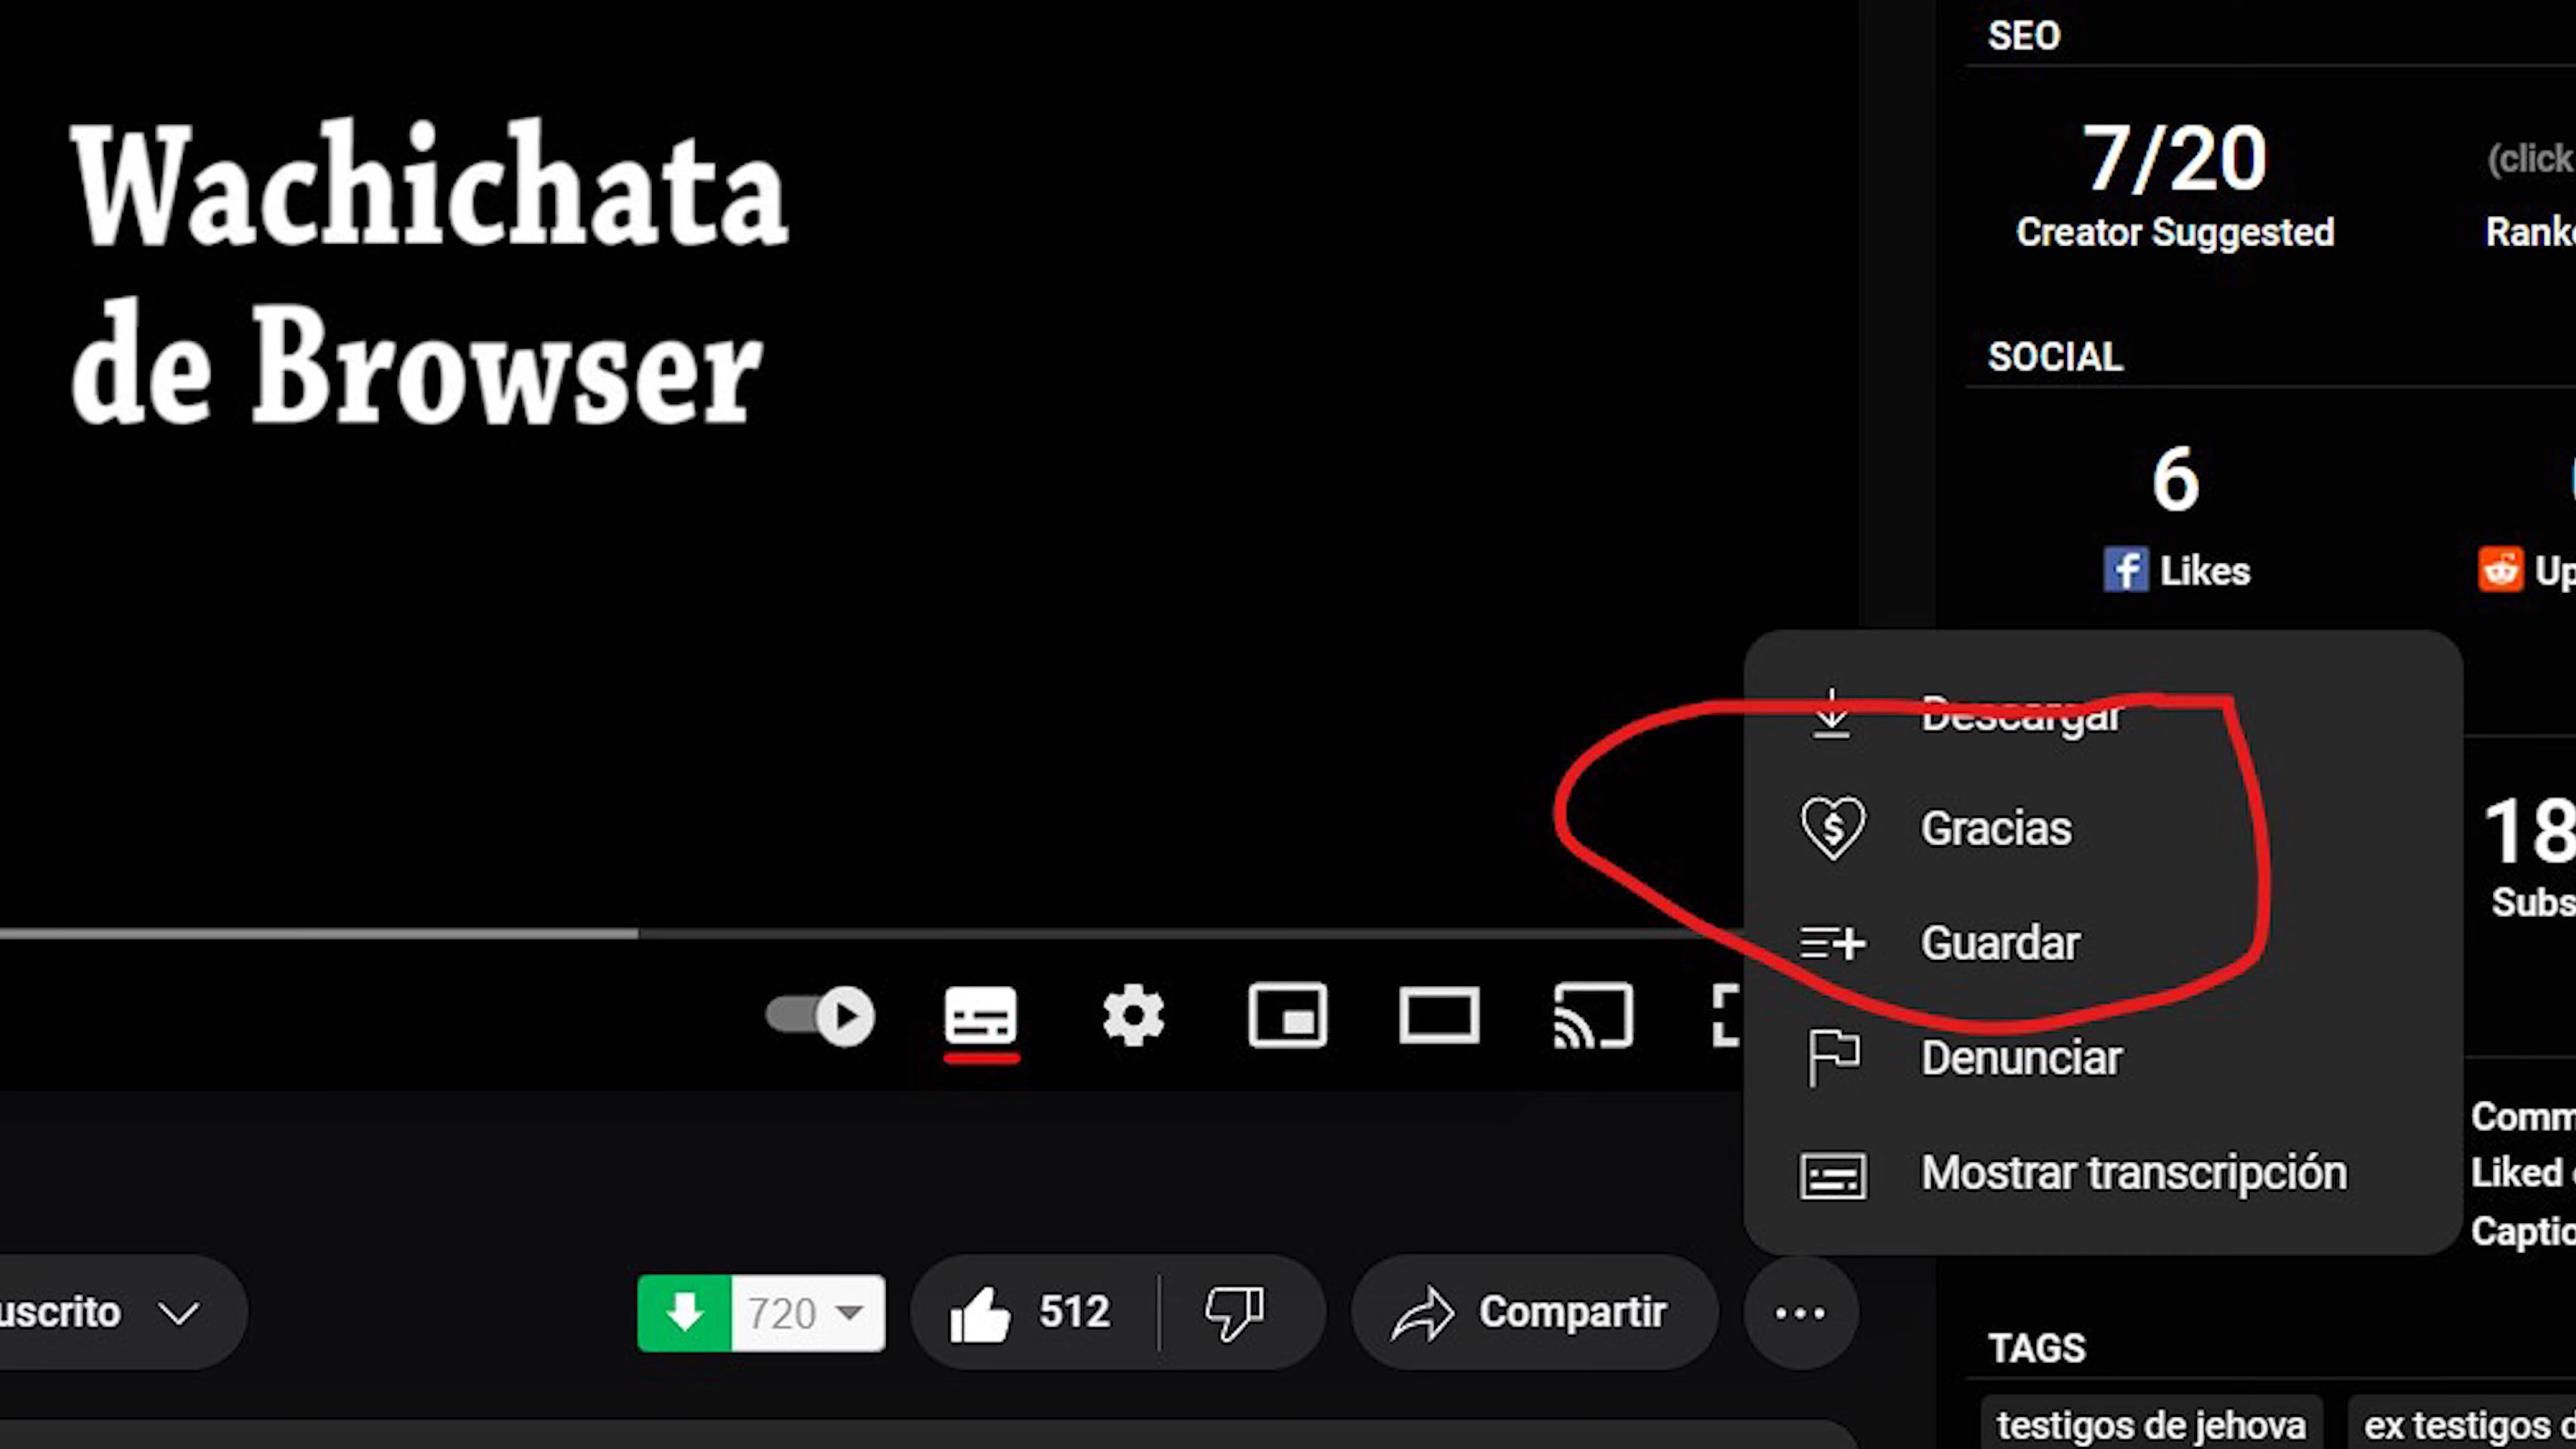 Wachichata
de Browser
SEO
7/20
(click
Creator Suggested
SOCIAL
6
Likes
Descargar
Gracias
Guardar
Denunciar
Mostrar transcripción
18
720
512
Compartir
TAGS
testigos de jehova
ex testigos